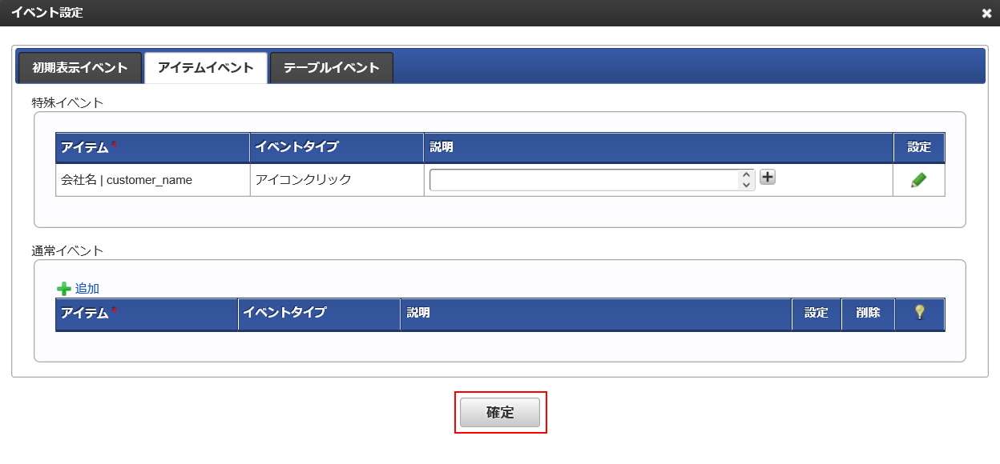 イベント設定
初期表示イベント アイテムイベント テーブルイベント
特殊イベント
アイテム* イベントタイプ 説明 設定
会社名 | customer_name アイコンクリック
通常イベント
追加
アイテム* イベントタイプ 説明 設定 削除
確定